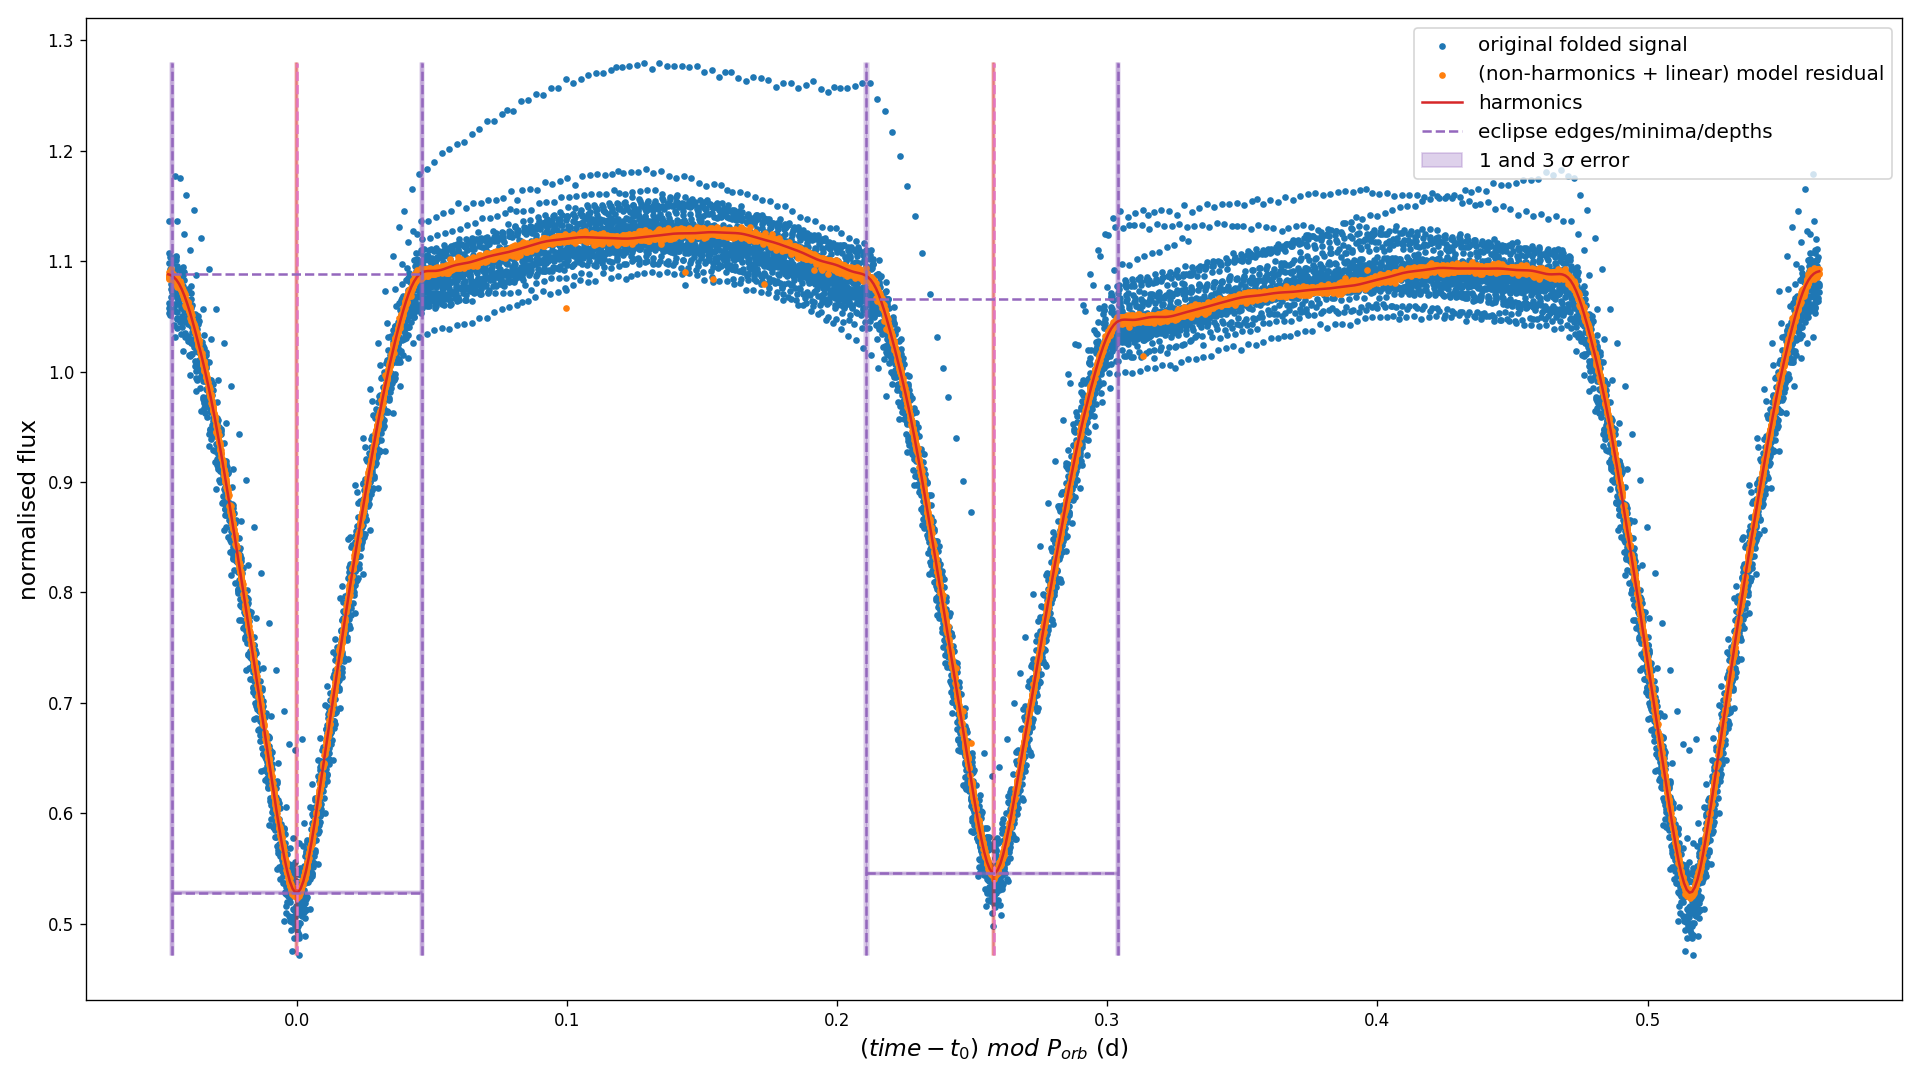 original folded signal
(non-harmonics + linear) model residual
harmonics
eclipse edges/minima/depths
1 and 3 σ error
normalised flux
1.3
1.2
1.1
1.0
0.9
0.8
0.7
0.6
0.5
0.0 0.1 0.2 0.3 0.4 0.5
(time − t₀) mod Pₒᵣb (d)